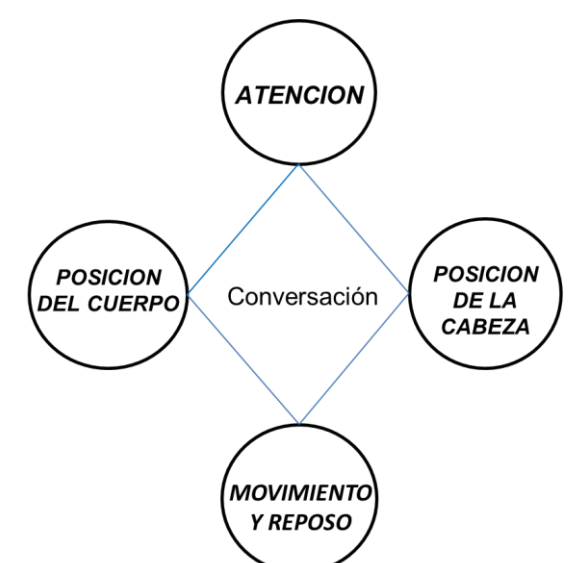 ATENCION
POSICION
DEL CUERPO
Conversación
POSICION
DE LA
CABEZA
MOVIMIENTO
Y REPOSO